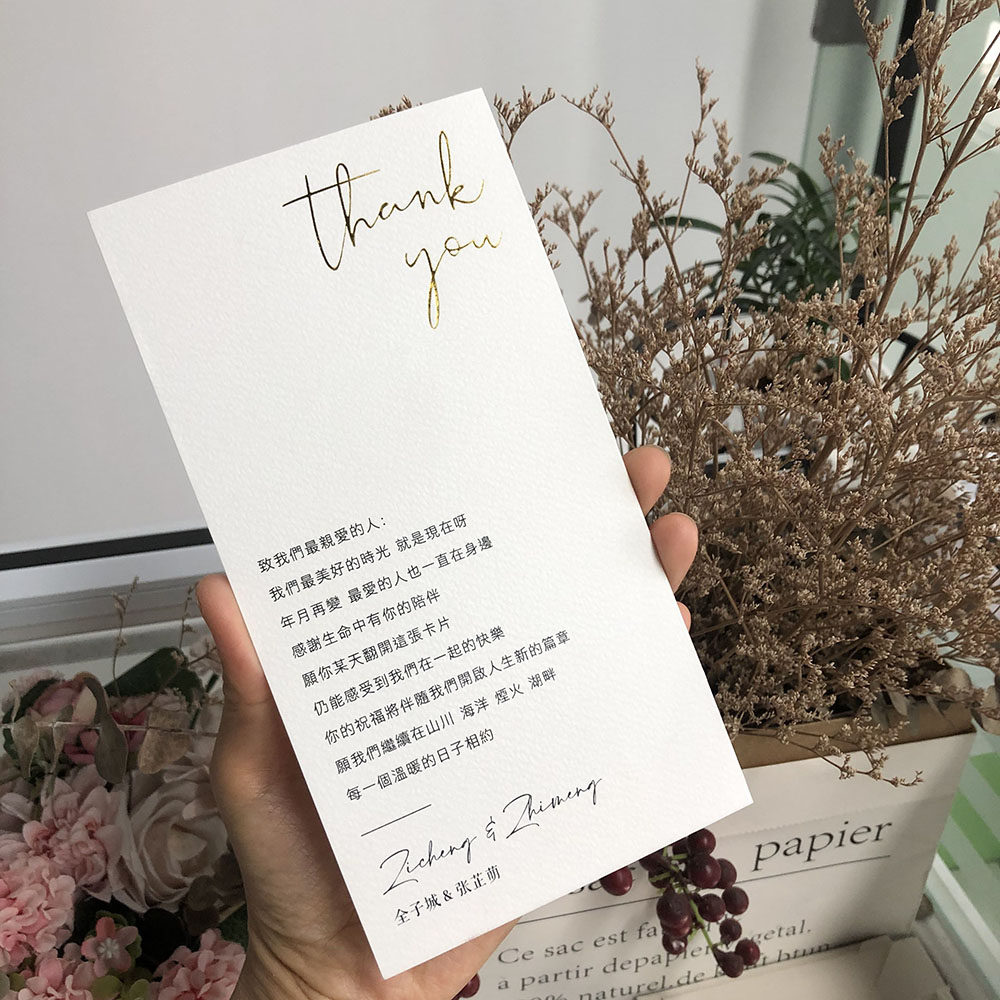 thank
you
致我們最親愛的人:
我們最美好的時光 就是現在呀
年月再變 最愛的人也一直在身邊
感謝生命中有你的陪伴
願你某天翻開這張卡片
仍能感受到我們在一起的快樂
你的祝福將伴隨我們開啟人生新的篇章
願我們繼續在山川 海洋 煙火 湖畔
每一個溫暖的日子相約
Zicheng & Zhimeng
全子城 & 张芷萌
papier
Ce sac est fa
à partir depap égetal.
naturel de